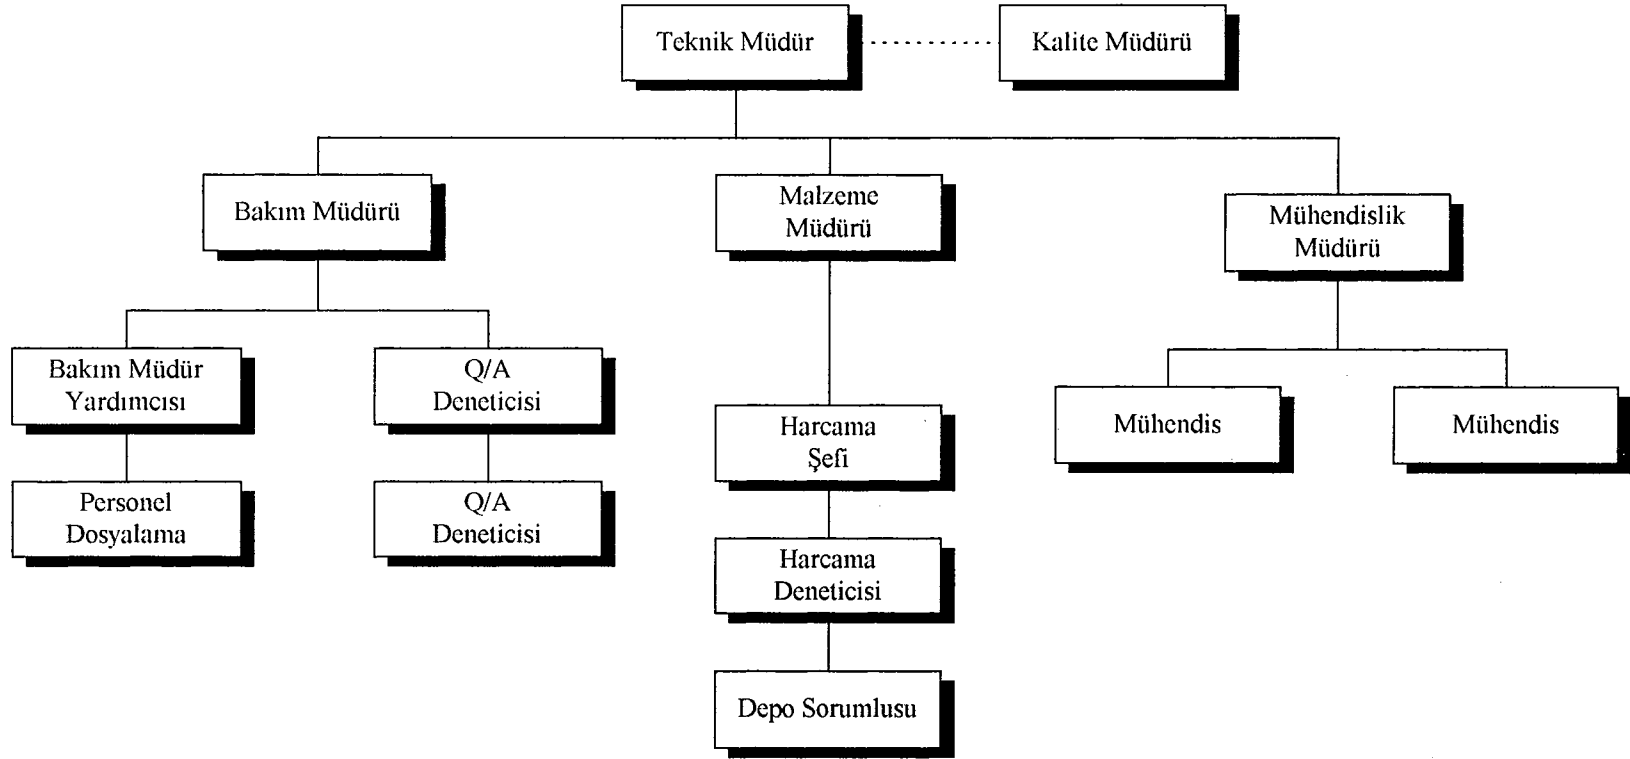 Teknik Müdür
Kalite Müdürü
Bakım Müdürü
Malzeme
Müdürü
Mühendislik
Müdürü
Bakım Müdür
Yardımcısı
Q/A
Deneticisi
Harcama
Şefi
Mühendis
Mühendis
Personel
Dosyalama
Q/A
Deneticisi
Harcama
Deneticisi
Depo Sorumlusu